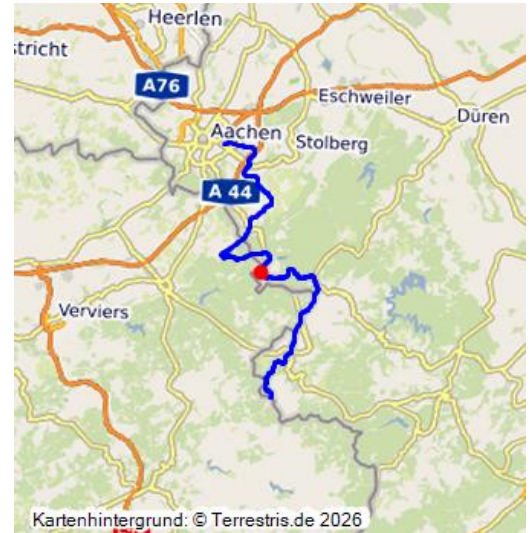 Heerlen
stricht
A76
Eschweiler
Düren
Aachen
Stolberg
A 44
Verviers
Kartenhintergrund: © Terrestris.de 2026